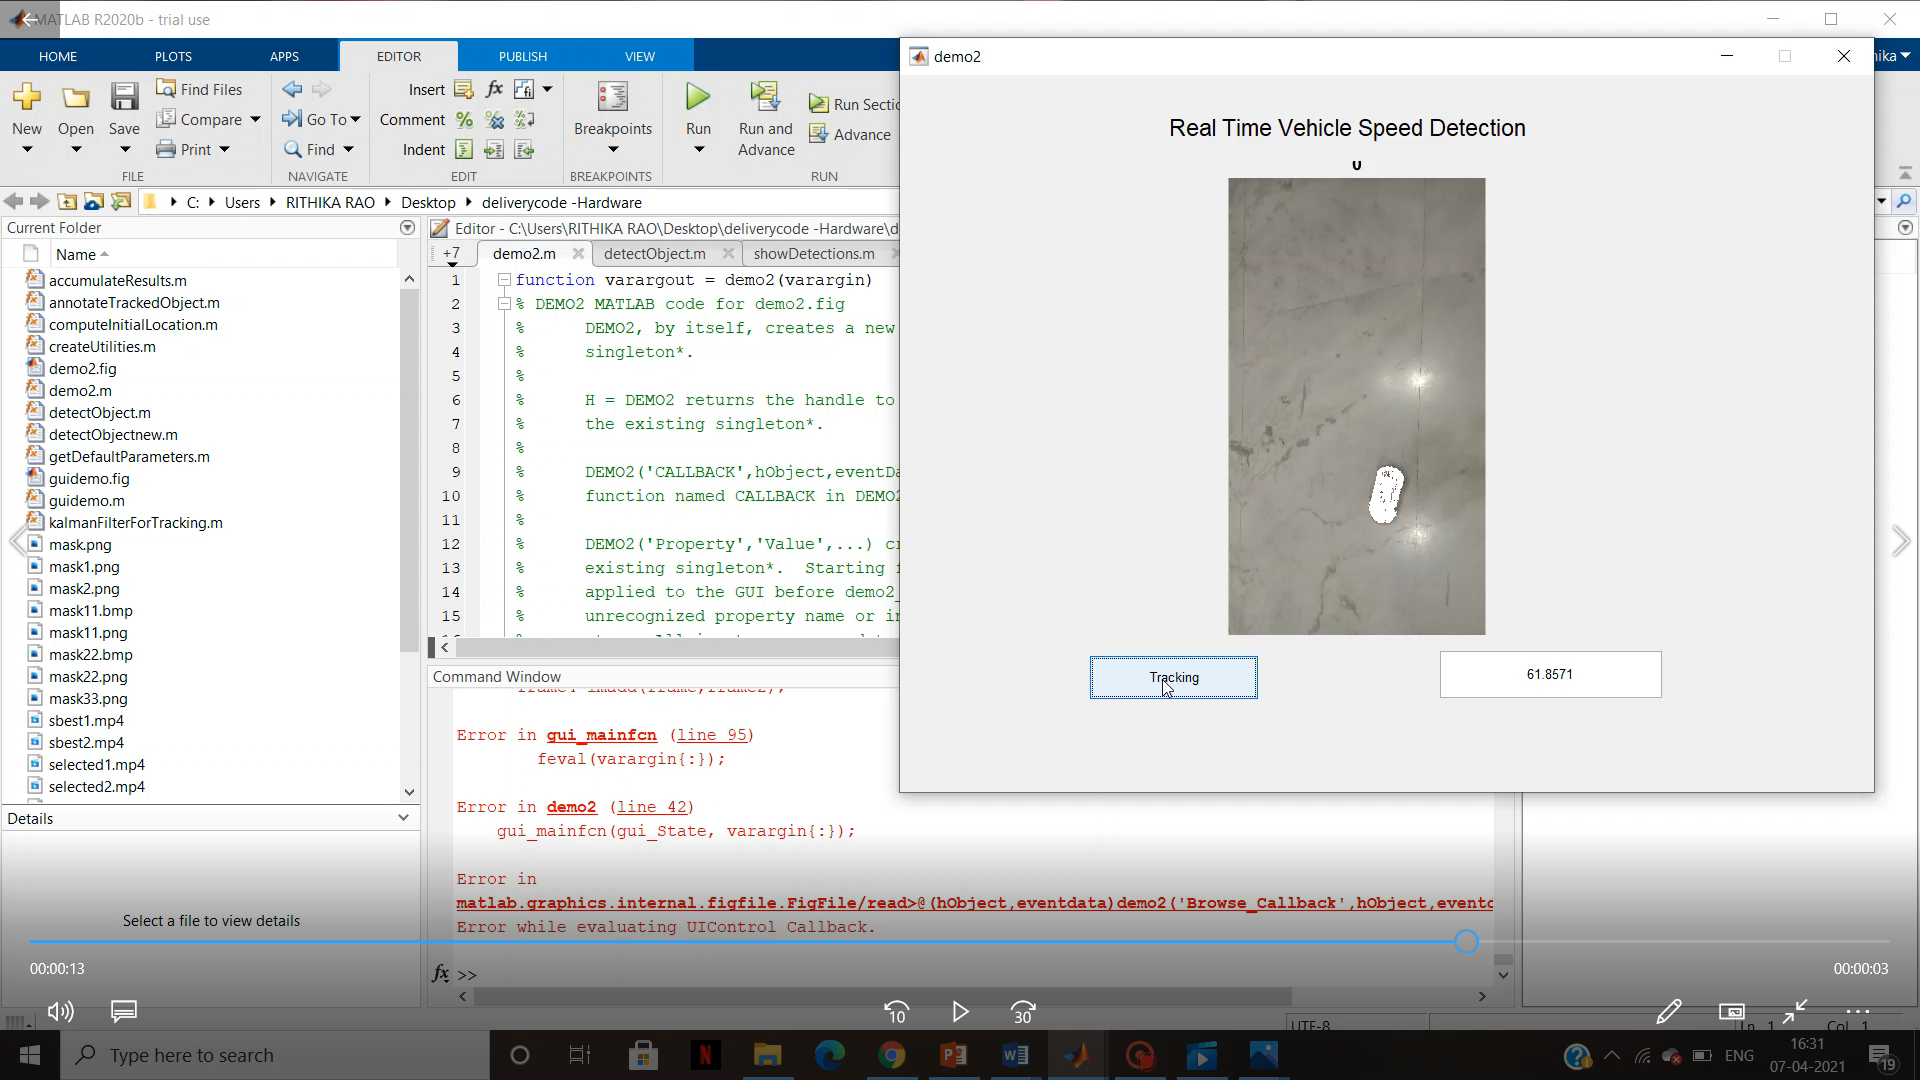 MATLAB R2020b - trial use
HOME PLOTS APPS EDITOR PUBLISH VIEW
New
Open
Save
Find Files
Compare
Print
FILE
Go To
Find
NAVIGATE
Insert
Comment
Indent
EDIT
Breakpoints
BREAKPOINTS
Run
Run and
Advance
Advance
RUN
C: Users RITHIKA RAO Desktop deliverycode -Hardware
Current Folder
Name
accumulateResults.m
annotateTrackedObject.m
computeInitialLocation.m
createUtilities.m
demo2.fig
demo2.m
detectObject.m
detectObjectnew.m
getDefaultParameters.m
guidemo.fig
guidemo.m
kalmanFilterForTracking.m
mask.png
mask1.png
mask2.png
mask11.bmp
mask11.png
mask22.bmp
mask22.png
mask33.png
sbest1.mp4
sbest2.mp4
selected1.mp4
selected2.mp4
Details
Select a file to view details
Editor - C:\Users\RITHIKA RAO\Desktop\deliverycode -Hardware\d
+7 demo2.m detectObject.m showDetections.m
1 function varargout = demo2(varargin)
2 % DEMO2 MATLAB code for demo2.fig
3 % DEMO2, by itself, creates a new
4 % singleton*.
5 %
6 % H = DEMO2 returns the handle to
7 % the existing singleton*.
8 %
9 % DEMO2('CALLBACK',hObject,eventDa
10 % function named CALLBACK in DEMO2
11 %
12 % DEMO2('Property','Value',...) cr
13 % existing singleton*. Starting f
14 % applied to the GUI before demo2_
15 % unrecognized property name or in
Command Window
Error in gui_mainfcn (line 95)
feval(varargin{:});
Error in demo2 (line 42)
gui_mainfcn(gui_State, varargin{:});
Error in
matlab.graphics.internal.figfile.FigFile/read>@(hObject,eventdata)demo2('Browse_Callback',hObject,eventd
Error while evaluating UIControl Callback.
fx >>
demo2
Real Time Vehicle Speed Detection
Tracking
61.8571
00:00:13
00:00:03
10
30
UTF-8
Ln 1 Col 1
Type here to search
ENG
16:31
07-04-2021
19